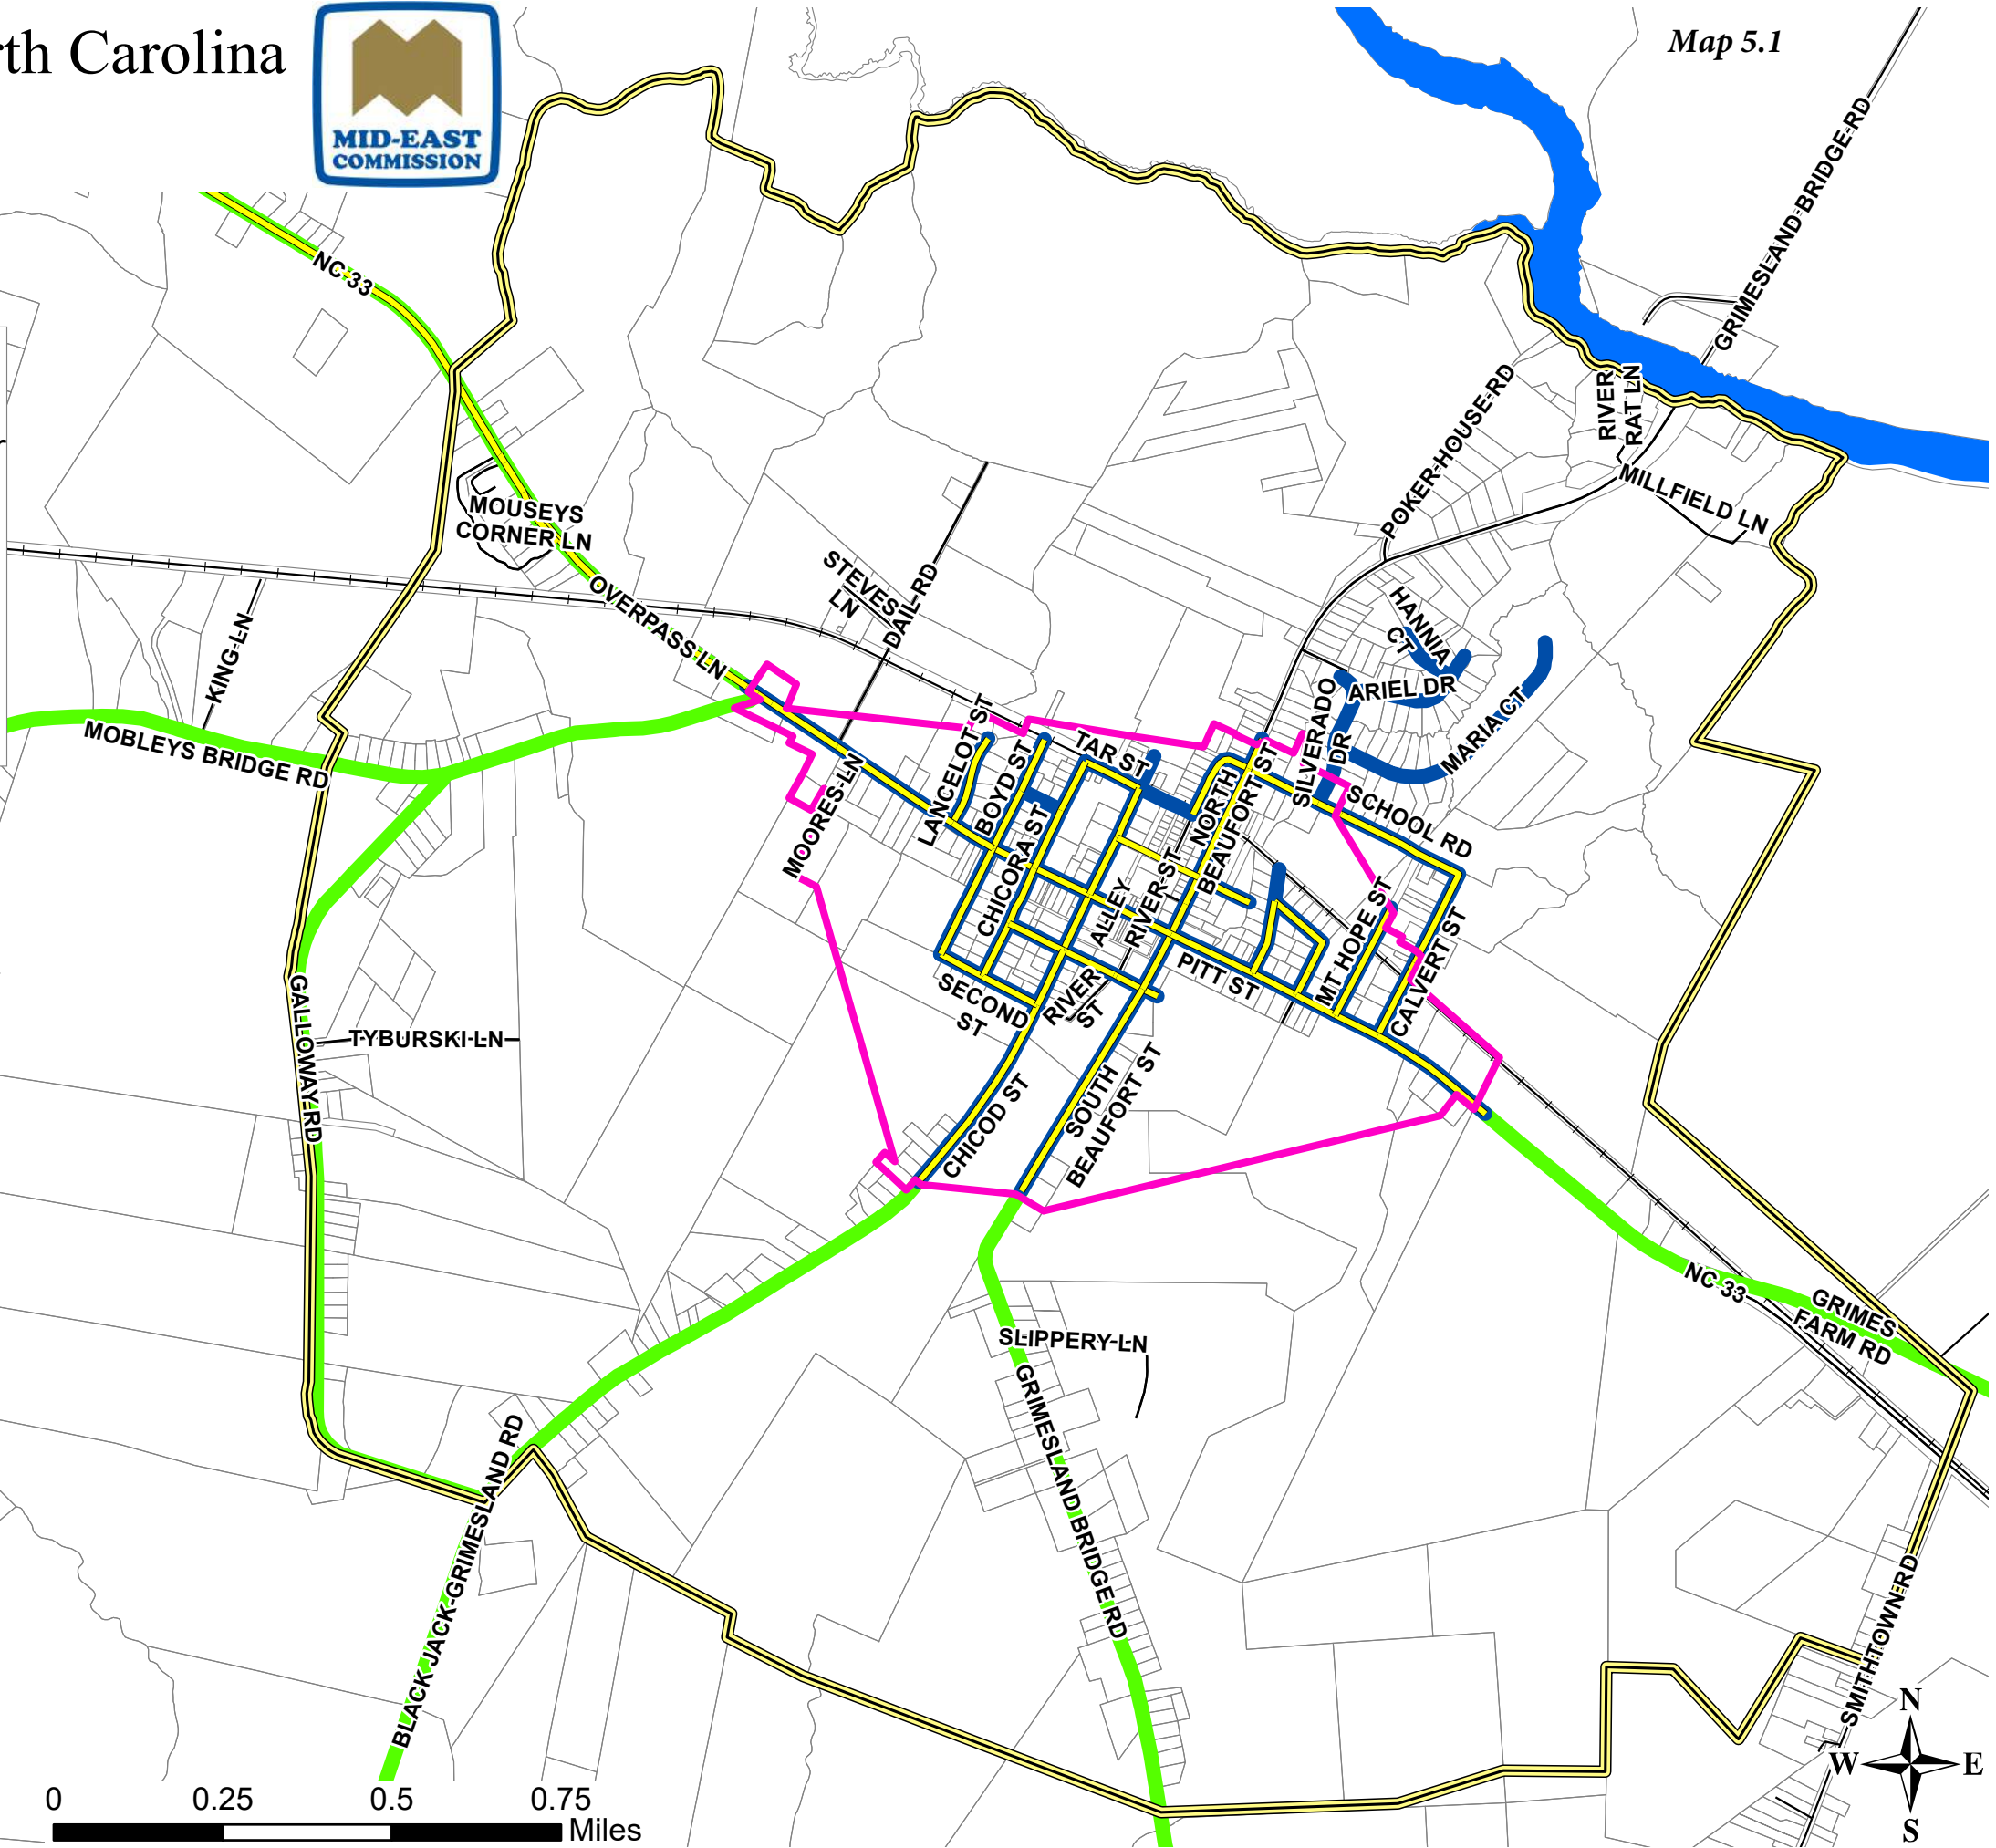 rth Carolina
MID-EAST
COMMISSION
Map 5.1
GRIMESLAND-BRIDGE-RD
NC 33
RIVER
RAT LN
POKER-HOUSE-RD
MILLFIELD LN
MOUSEYS
CORNER LN
STEVES
LN
DAIL-RD
OVERPASS LN
HANNIA
CT
KING-LN
ARIEL DR
MARIA CT
MOBLEYS BRIDGE RD
LANCELOT ST
BOYD ST
TAR ST
SILVERADO
DR
NORTH
BEAUFORT ST
SCHOOL RD
MOORES-LN
CHICORA ST
ALLEY
RIVER-ST
MT HOPE ST
CALVERT ST
PITT ST
SECOND
ST
RIVER
ST
GALLOWAY-RD
TYBURSKI-LN
CHICOD ST
SOUTH
BEAUFORT ST
NC 33
GRIMES
FARM RD
SLIPPERY-LN
GRIMESLAND BRIDGE RD
BLACK JACK-GRIMESLAND RD
SMITHTOWN-RD
N
W
E
S
0 0.25 0.5 0.75
Miles